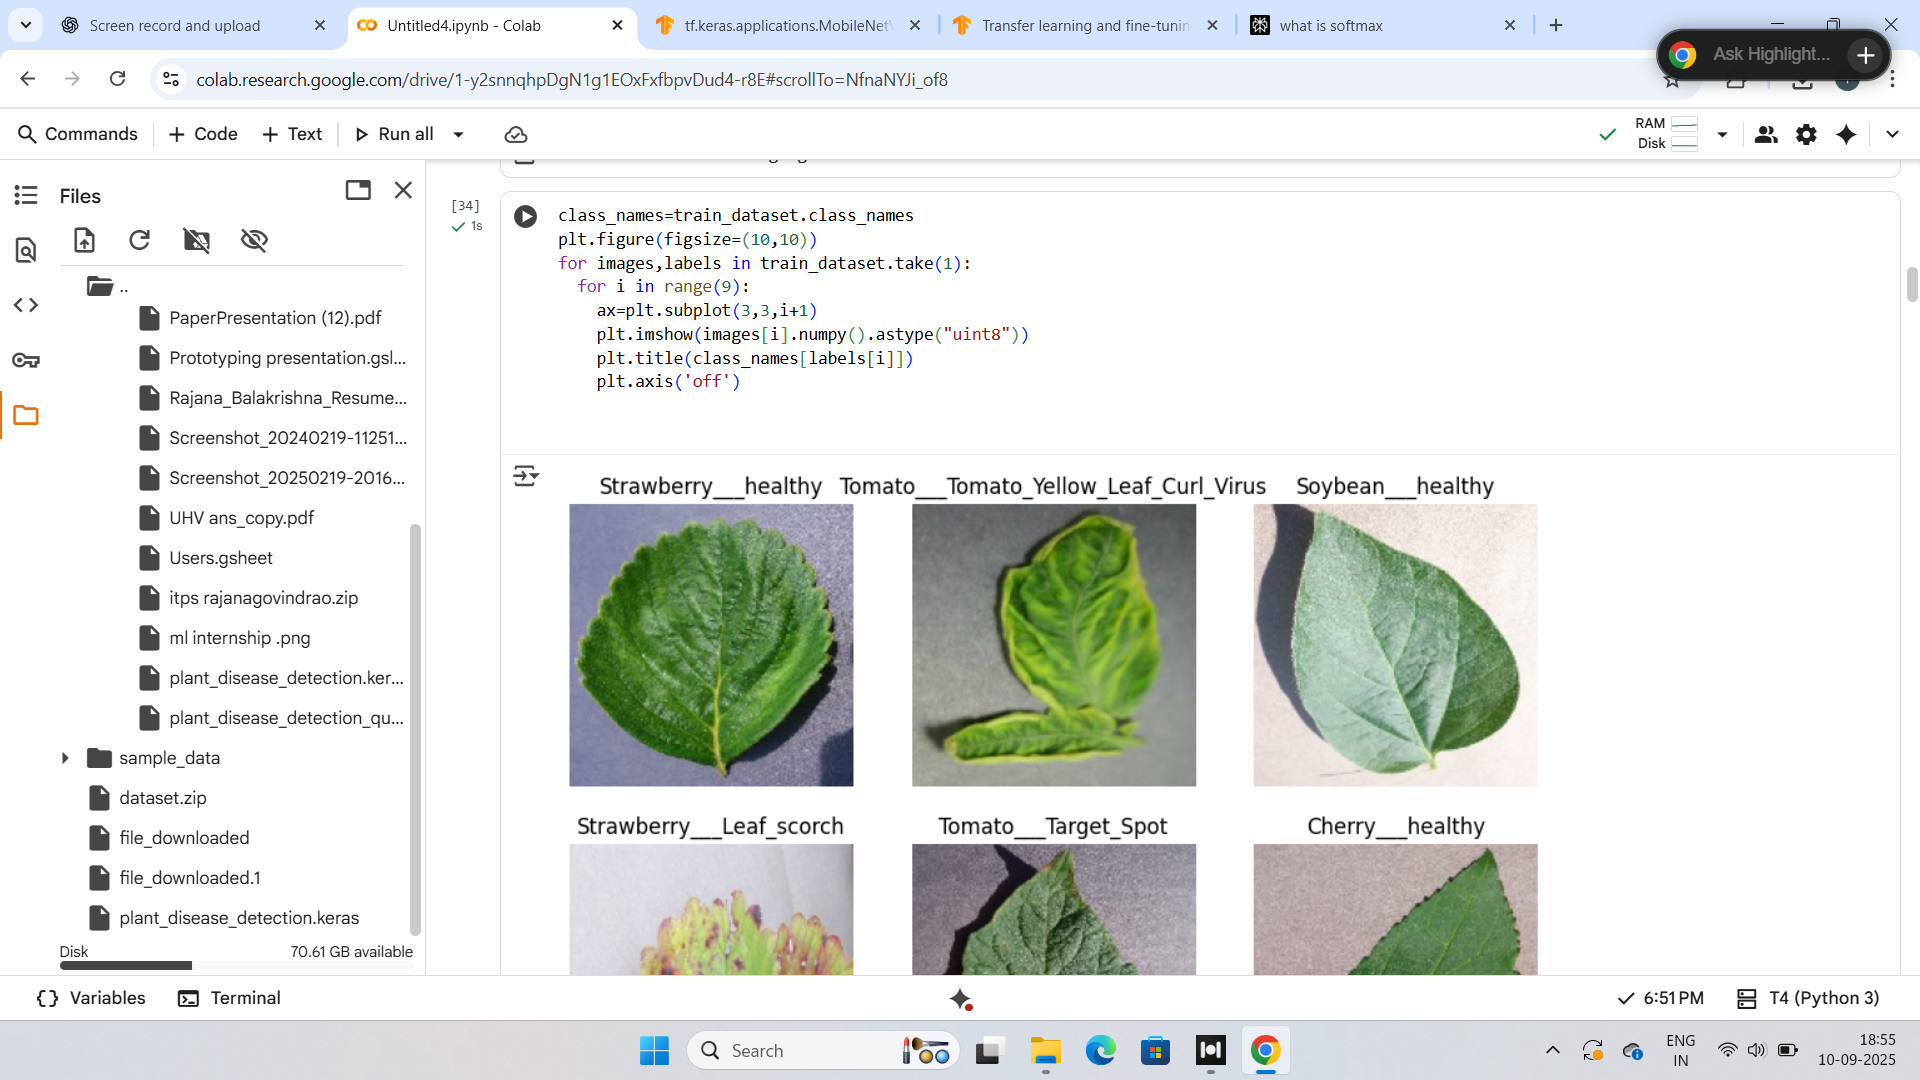 Screen record and upload
Untitled4.ipynb - Colab
tf.keras.applications.MobileNetV
Transfer learning and fine-tunin
what is softmax
colab.research.google.com/drive/1-y2snnqhpDgN1g1EOxFxfbpvDud4-r8E#scrollTo=NfnaNYJi_of8
Ask Highlight...
Commands
+ Code
+ Text
Run all
RAM
Disk
Files
..
PaperPresentation (12).pdf
Prototyping presentation.gsl...
Rajana_Balakrishna_Resume...
Screenshot_20240219-11251...
Screenshot_20250219-2016...
UHV ans_copy.pdf
Users.gsheet
itps rajanagovindrao.zip
ml internship .png
plant_disease_detection.ker...
plant_disease_detection_qu...
sample_data
dataset.zip
file_downloaded
file_downloaded.1
plant_disease_detection.keras
Disk
70.61 GB available
[34]
1s
class_names=train_dataset.class_names
plt.figure(figsize=(10,10))
for images,labels in train_dataset.take(1):
  for i in range(9):
    ax=plt.subplot(3,3,i+1)
    plt.imshow(images[i].numpy().astype("uint8"))
    plt.title(class_names[labels[i]])
    plt.axis('off')
Strawberry___healthy
Tomato___Tomato_Yellow_Leaf_Curl_Virus
Soybean___healthy
Strawberry___Leaf_scorch
Tomato___Target_Spot
Cherry___healthy
Variables
Terminal
6:51 PM
T4 (Python 3)
Search
ENG
IN
18:55
10-09-2025